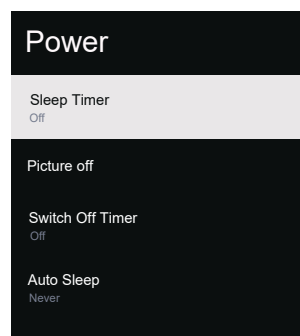 Power
Sleep Timer
Off
Picture off
Switch Off Timer
Off
Auto Sleep
Never